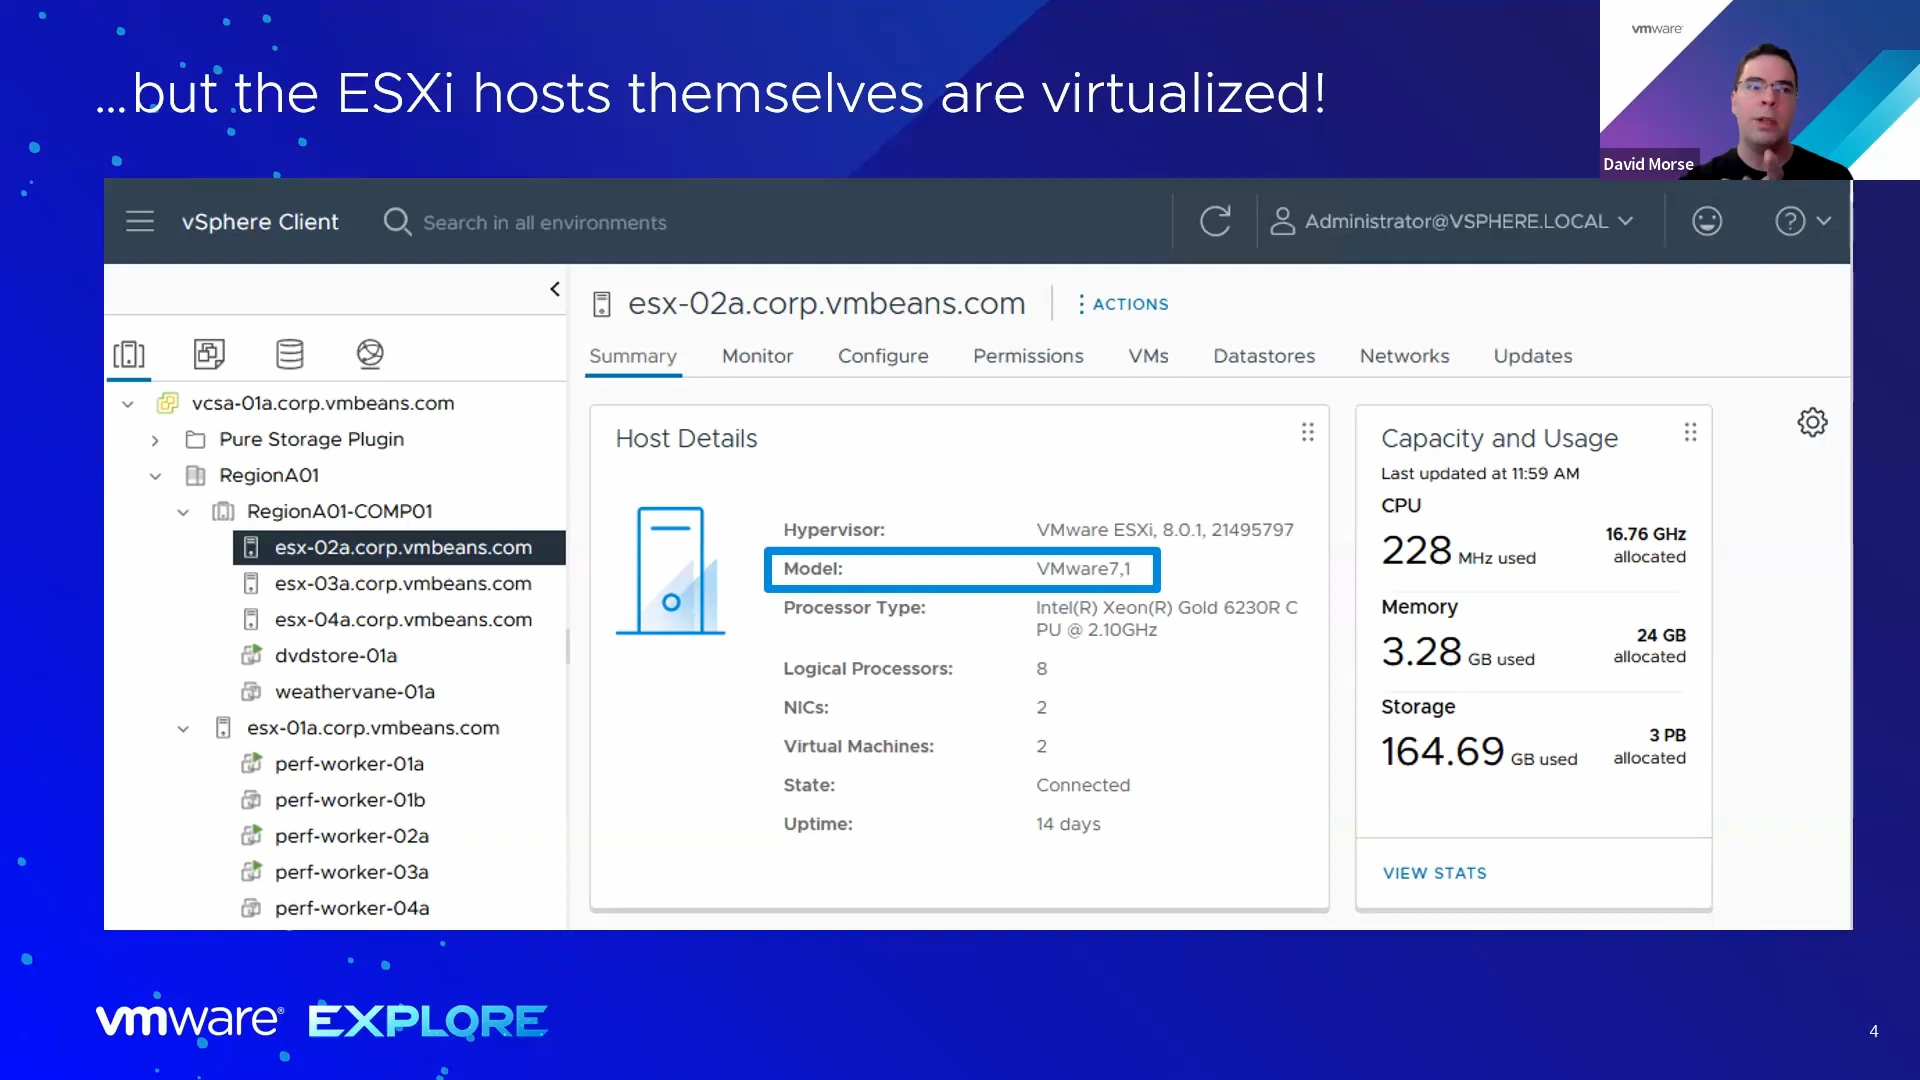 ...but the ESXi hosts themselves are virtualized!
vmware
David Morse
vSphere Client
Search in all environments
Administrator@VSPHERE.LOCAL
esx-02a.corp.vmbeans.com
ACTIONS
Summary
Monitor
Configure
Permissions
VMs
Datastores
Networks
Updates
vcsa-01a.corp.vmbeans.com
Pure Storage Plugin
RegionA01
RegionA01-COMP01
esx-02a.corp.vmbeans.com
esx-03a.corp.vmbeans.com
esx-04a.corp.vmbeans.com
dvdstore-01a
weathervane-01a
esx-01a.corp.vmbeans.com
perf-worker-01a
perf-worker-01b
perf-worker-02a
perf-worker-03a
perf-worker-04a
Host Details
Hypervisor: VMware ESXi, 8.0.1, 21495797
Model: VMware7,1
Processor Type: Intel(R) Xeon(R) Gold 6230R C
PU @ 2.10GHz
Logical Processors: 8
NICs: 2
Virtual Machines: 2
State: Connected
Uptime: 14 days
Capacity and Usage
Last updated at 11:59 AM
CPU
228 MHz used
16.76 GHz
allocated
Memory
3.28 GB used
24 GB
allocated
Storage
164.69 GB used
3 PB
allocated
VIEW STATS
vmware® EXPLORE
4